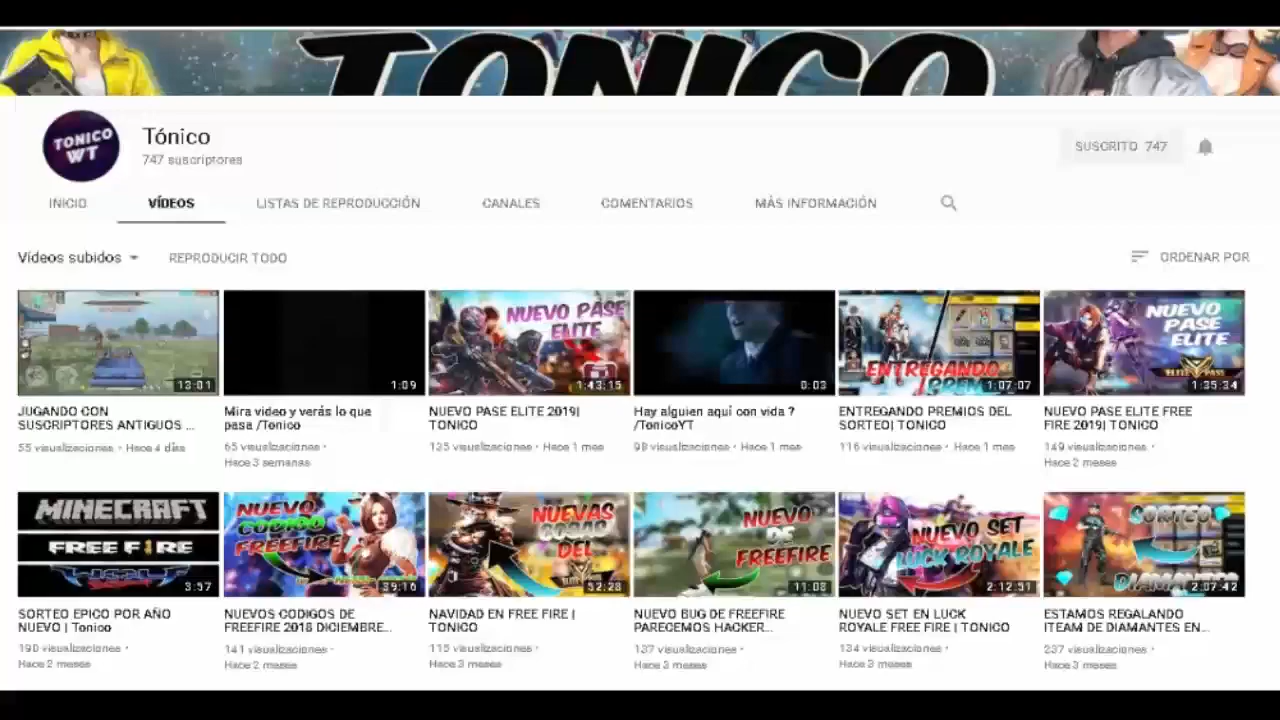 TONICO
TONICO
WT
Tónico
747 suscriptores
SUSCRITO 747
INICIO
VÍDEOS
LISTAS DE REPRODUCCIÓN
CANALES
COMENTARIOS
MÁS INFORMACIÓN
Vídeos subidos
REPRODUCIR TODO
ORDENAR POR
13:01
1:09
NUEVO PASE
ELITE
1:43:15
0:03
ENTREGANDO
1:07:07
NUEVO
PASE
ELITE
ELITE PASS
1:35:34
JUGANDO CON
SUSCRIPTORES ANTIGUOS ...
55 visualizaciones • Hace 4 días
Mira video y verás lo que
pasa /Tonico
65 visualizaciones •
Hace 3 semanas
NUEVO PASE ELITE 2019|
TONICO
135 visualizaciones • Hace 1 mes
Hay alguien aquí con vida ?
/TonicoYT
98 visualizaciones • Hace 1 mes
ENTREGANDO PREMIOS DEL
SORTEO| TONICO
116 visualizaciones • Hace 1 mes
NUEVO PASE ELITE FREE
FIRE 2019| TONICO
149 visualizaciones •
Hace 2 meses
MINECRAFT
FREE FIRE
3:57
NUEVO
CODIGO
FREEFIRE
39:16
NUEVAS
COSAS
DEL
52:28
NUEVO
DE
FREEFIRE
11:08
NUEVO SET
LUCK ROYALE
2:12:51
SORTEO
DIAMANTES
2:07:42
SORTEO EPICO POR AÑO
NUEVO | Tonico
190 visualizaciones •
Hace 2 meses
NUEVOS CODIGOS DE
FREEFIRE 2018 DICIEMBRE...
141 visualizaciones •
Hace 2 meses
NAVIDAD EN FREE FIRE |
TONICO
115 visualizaciones •
Hace 3 meses
NUEVO BUG DE FREEFIRE
PARECEMOS HACKER...
137 visualizaciones •
Hace 3 meses
NUEVO SET EN LUCK
ROYALE FREE FIRE | TONICO
134 visualizaciones •
Hace 3 meses
ESTAMOS REGALANDO
ITEAM DE DIAMANTES EN...
237 visualizaciones •
Hace 3 meses